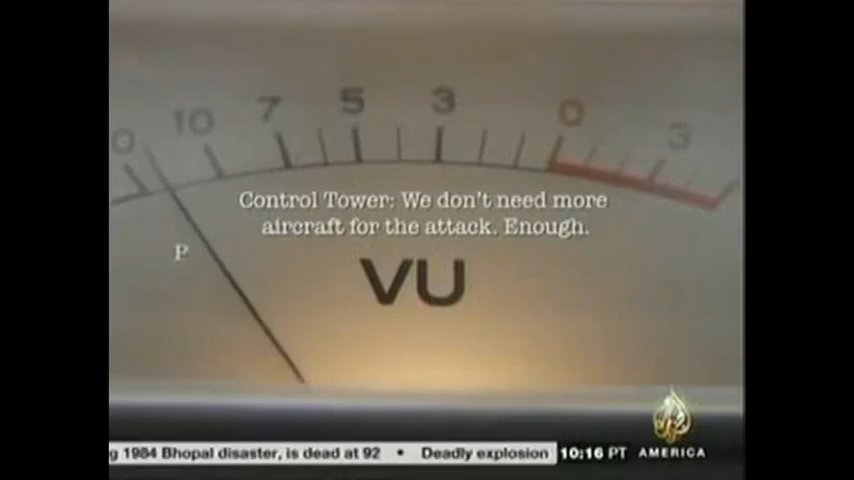 10 7 5 3 0 3
Control Tower: We don't need more
aircraft for the attack. Enough.
P
VU
g 1984 Bhopal disaster, is dead at 92 • Deadly explosion 10:16 PT AMERICA